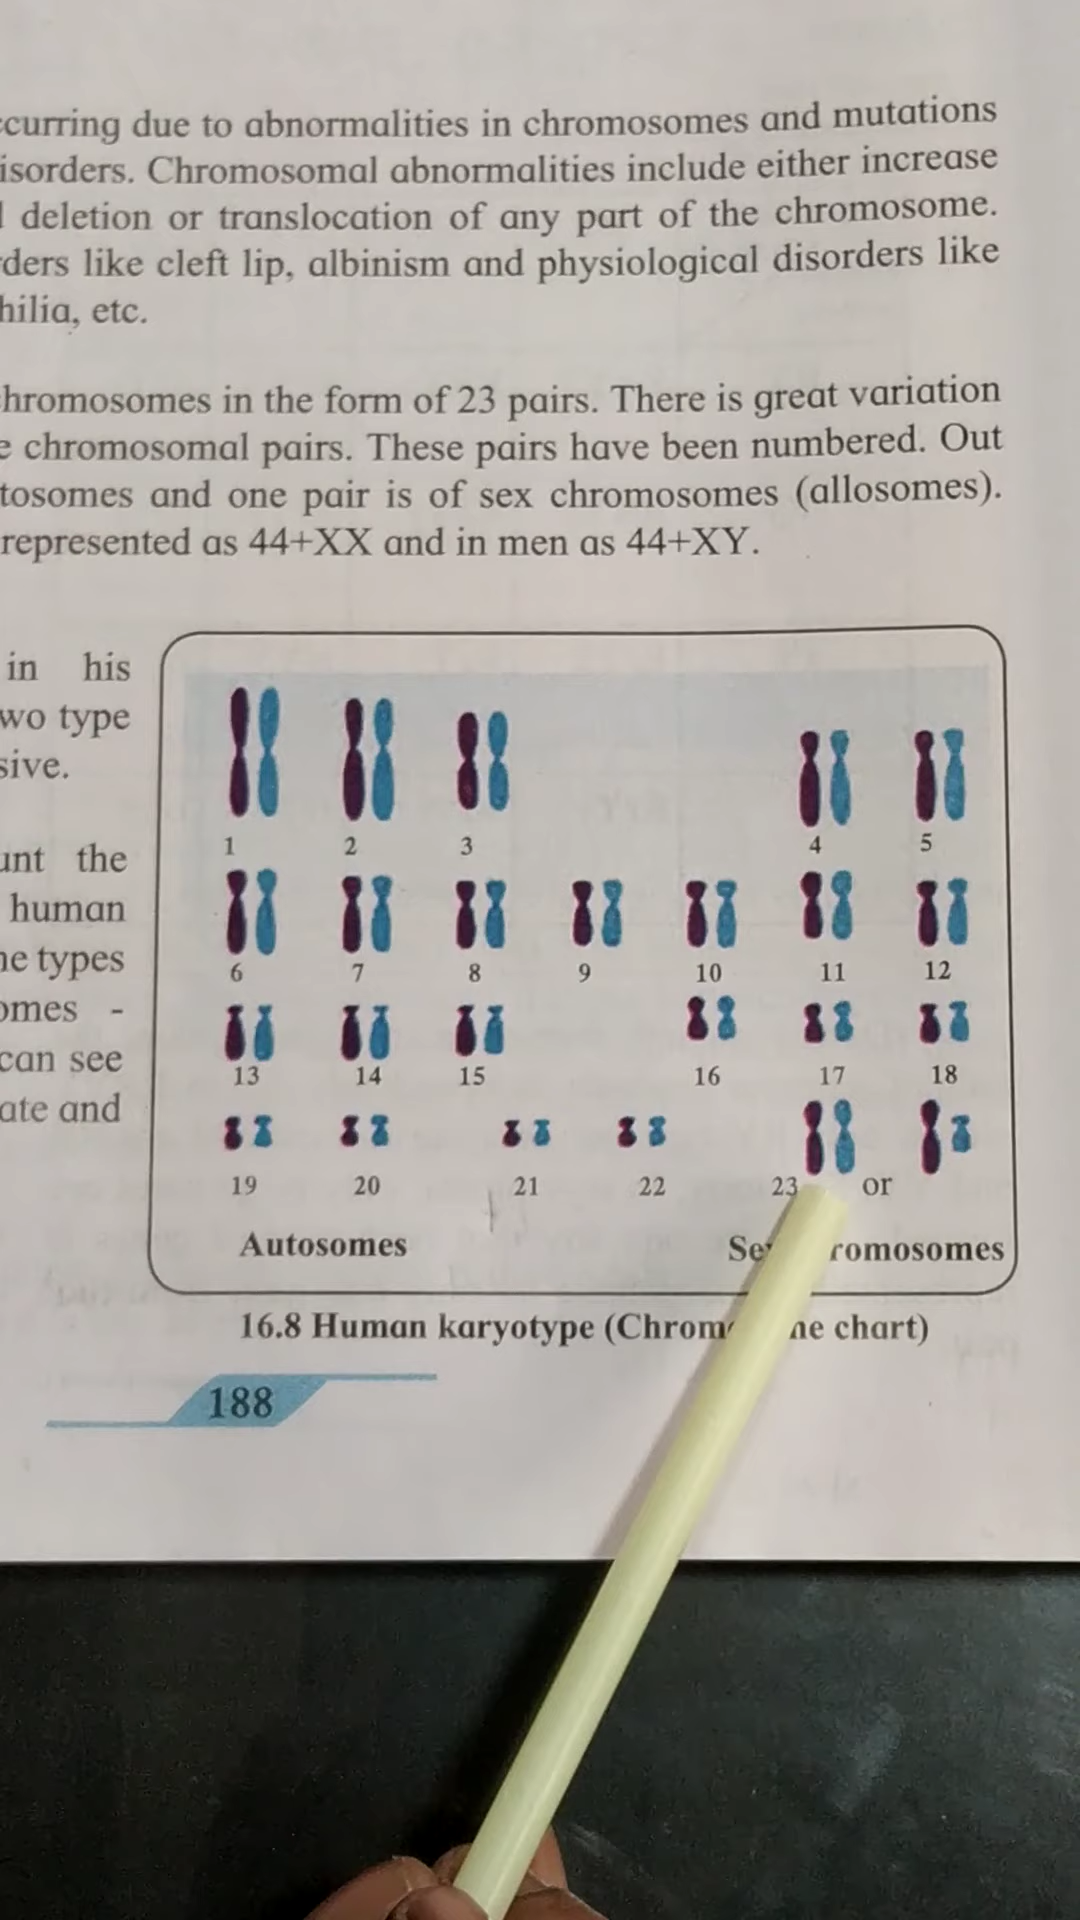 curring due to abnormalities in chromosomes and mutations
isorders. Chromosomal abnormalities include either increase
deletion or translocation of any part of the chromosome.
ders like cleft lip, albinism and physiological disorders like
hilia, etc.
hromosomes in the form of 23 pairs. There is great variation
e chromosomal pairs. These pairs have been numbered. Out
tosomes and one pair is of sex chromosomes (allosomes).
represented as 44+XX and in men as 44+XY.
in his
wo type
sive.
unt the
human
ne types
omes -
can see
ate and
1 2 3 4 5
6 7 8 9 10 11 12
13 14 15 16 17 18
19 20 21 22 23 or
Autosomes Se romosomes
16.8 Human karyotype (Chrom ne chart)
188